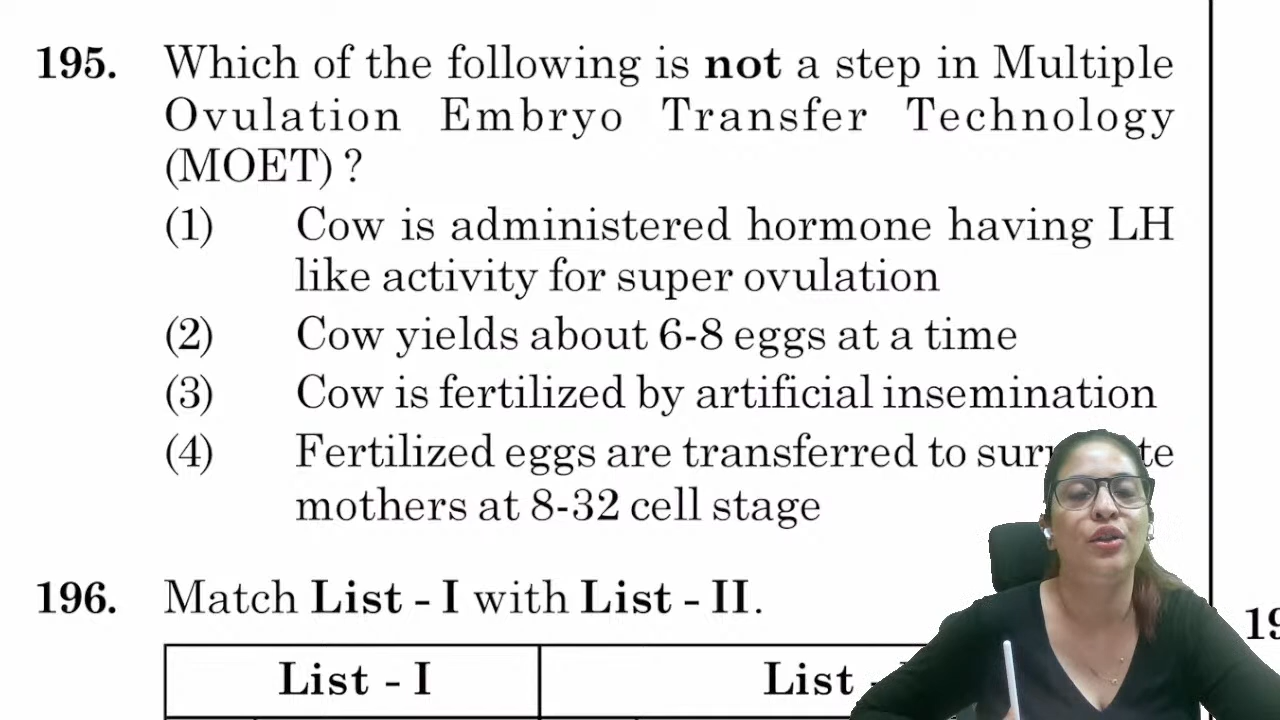 195. Which of the following is not a step in Multiple
Ovulation Embryo Transfer Technology
(MOET) ?
(1) Cow is administered hormone having LH
like activity for super ovulation
(2) Cow yields about 6-8 eggs at a time
(3) Cow is fertilized by artificial insemination
(4) Fertilized eggs are transferred to
mothers at 8-32 cell stage
196. Match List - I with List - II.
List - I List -